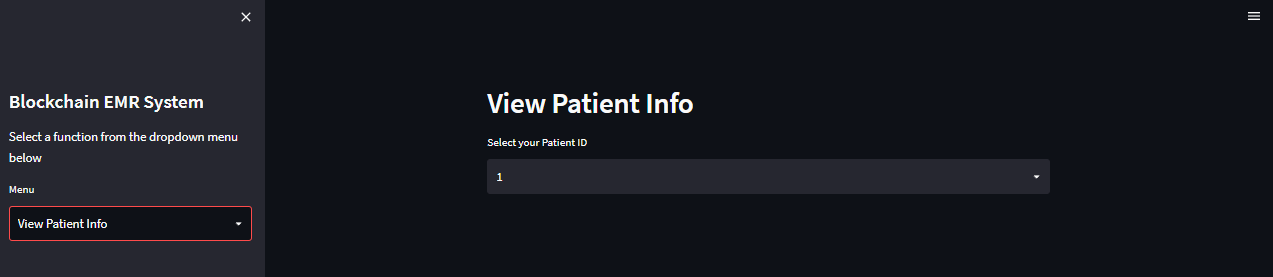 Blockchain EMR System
Select a function from the dropdown menu
below
Menu
View Patient Info
View Patient Info
Select your Patient ID
1